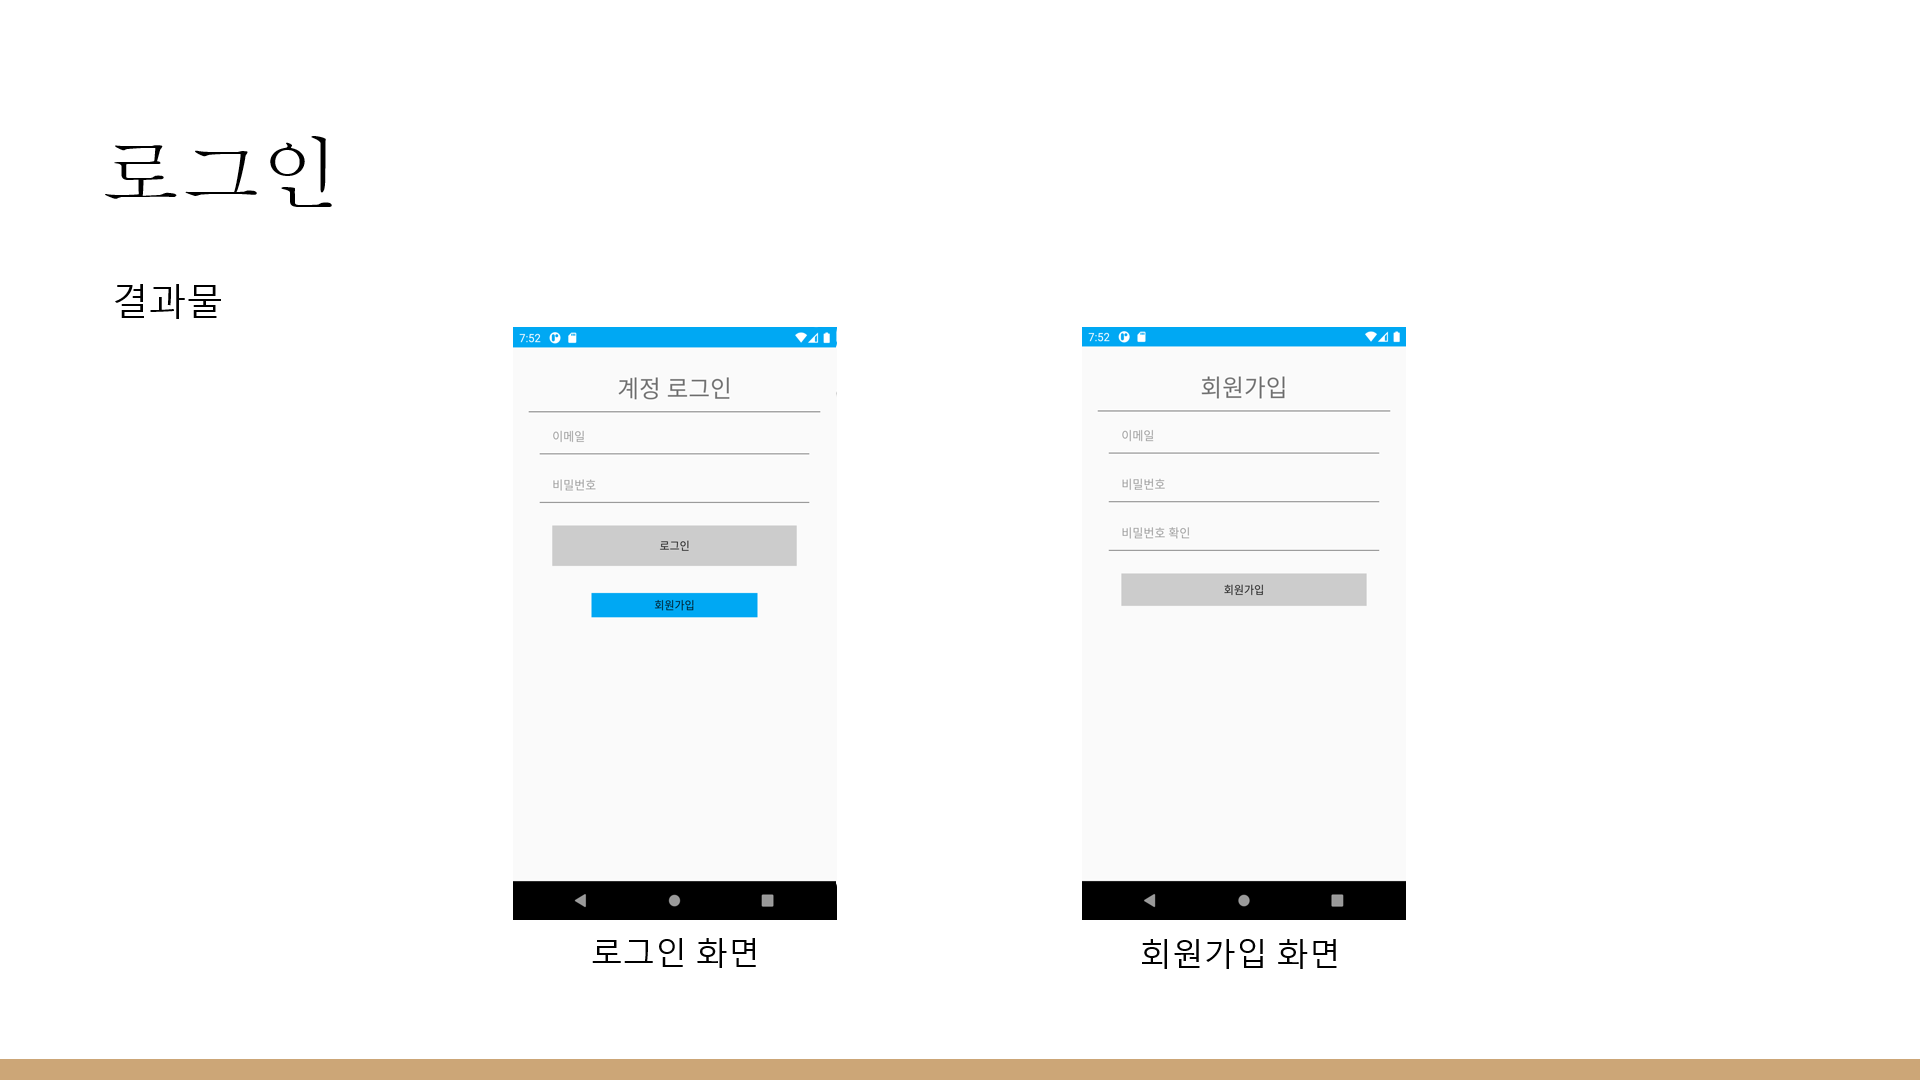 로그인
결과물
7:52
계정 로그인
이메일
비밀번호
로그인
회원가입
로그인 화면
7:52
회원가입
이메일
비밀번호
비밀번호 확인
회원가입
회원가입 화면